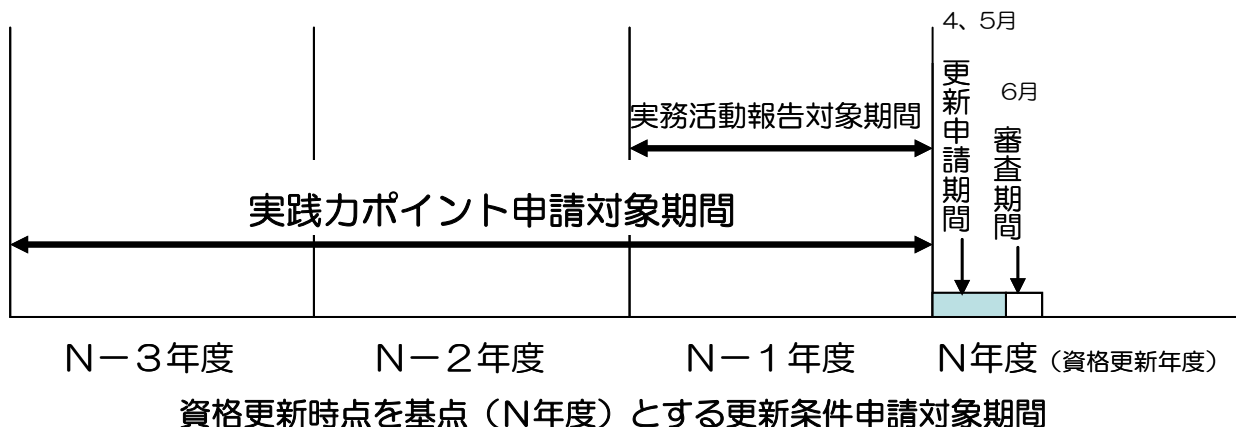 4、5月
更新申請期間
6月
審査期間
実務活動報告対象期間
実践力ポイント申請対象期間
N－3年度
N－2年度
N－1年度
N年度（資格更新年度）
資格更新時点を基点（N年度）とする更新条件申請対象期間